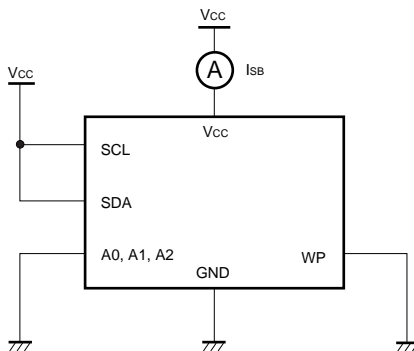 Vcc
A ISB
Vcc
Vcc
SCL
SDA
A0, A1, A2
WP
GND